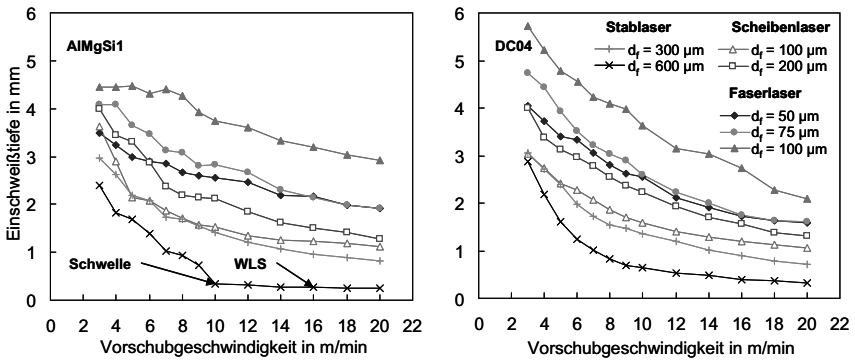 Einschweißtiefe in mm
6
5
4
3
2
1
0
AlMgSi1
Schwelle
WLS
0 2 4 6 8 10 12 14 16 18 20 22
Vorschubgeschwindigkeit in m/min
6
5
4
3
2
1
0
DC04
Stablaser
d_f = 300 µm
d_f = 600 µm
Scheibenlaser
d_f = 100 µm
d_f = 200 µm
Faserlaser
d_f = 50 µm
d_f = 75 µm
d_f = 100 µm
0 2 4 6 8 10 12 14 16 18 20 22
Vorschubgeschwindigkeit in m/min